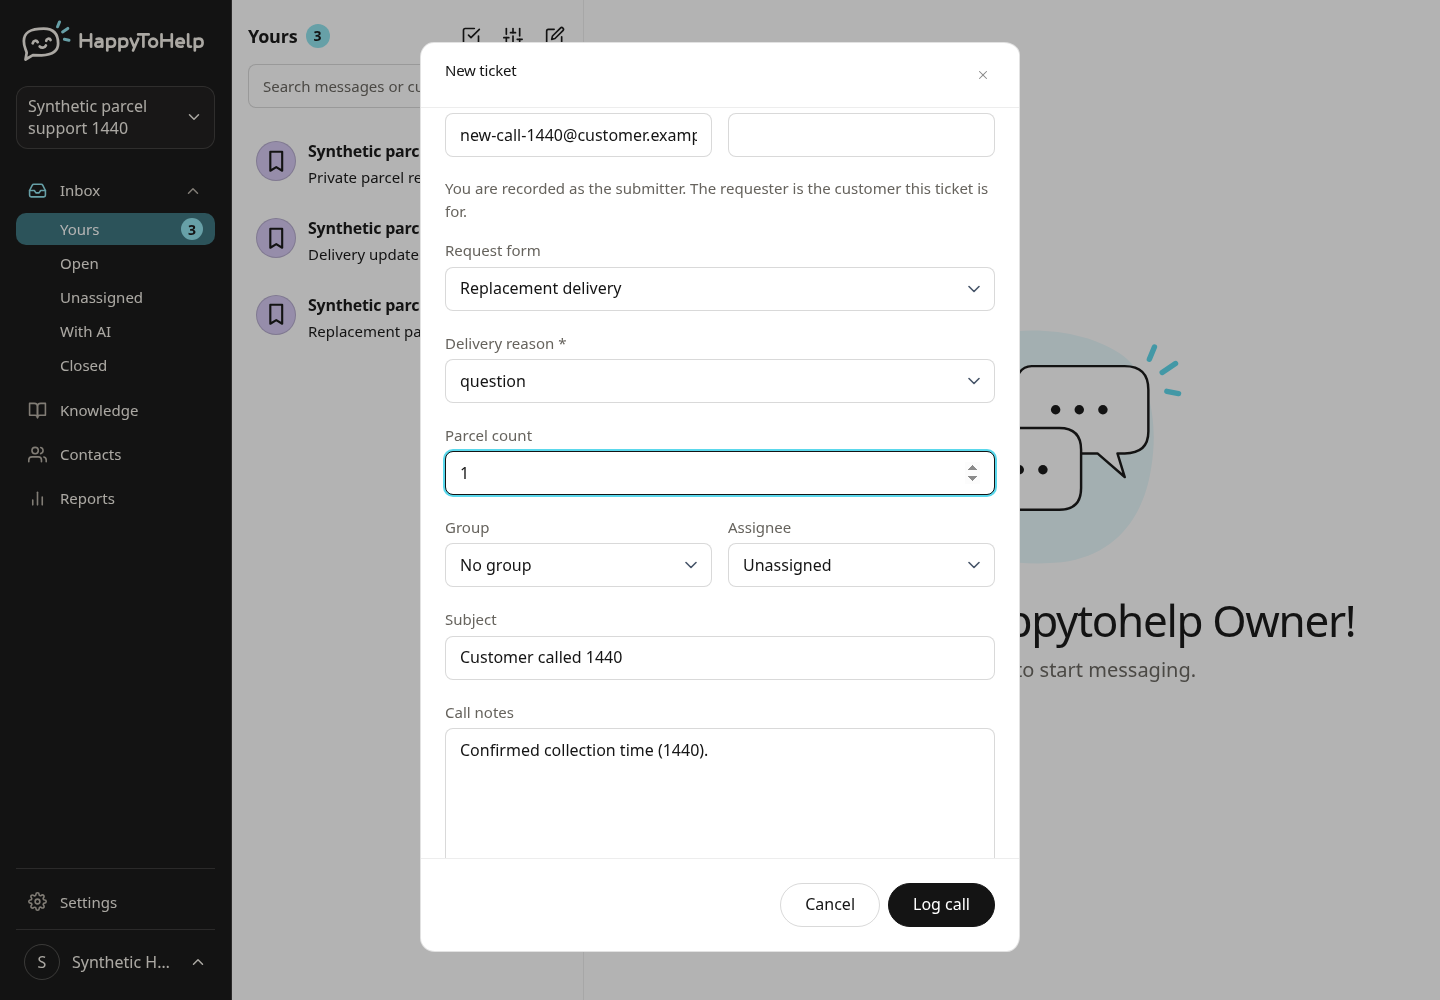 HappyToHelp
Synthetic parcel
support 1440
Inbox
Yours 3
Open
Unassigned
With AI
Closed
Knowledge
Contacts
Reports
Settings
S Synthetic H...
Yours 3
Search messages or cu
Synthetic parc
Private parcel re
Synthetic parc
Delivery update
Synthetic parc
Replacement pa
New ticket
new-call-1440@customer.examp
You are recorded as the submitter. The requester is the customer this ticket is
for.
Request form
Replacement delivery
Delivery reason *
question
Parcel count
1
Group Assignee
No group Unassigned
Subject
Customer called 1440
Call notes
Confirmed collection time (1440).
Cancel Log call
ppytohelp Owner!
to start messaging.